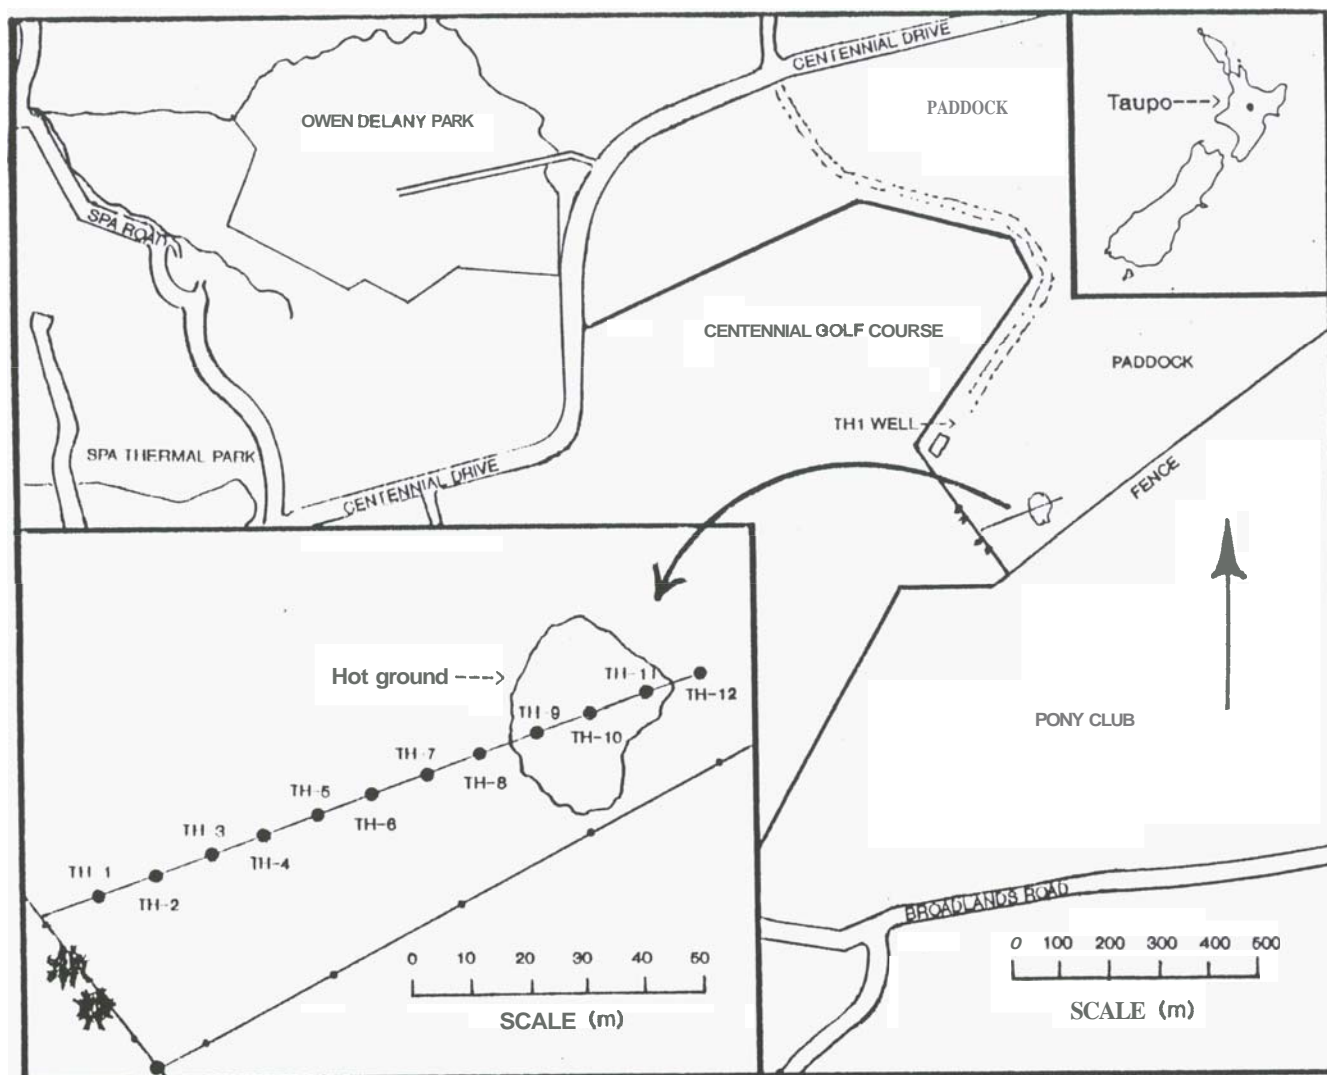 CENTENNIAL DRIVE
OWEN DELANY PARK
PADDOCK
Taupo--->
SPA ROAD
CENTENNIAL GOLF COURSE
PADDOCK
TH1 WELL --->
SPA THERMAL PARK
CENTENNIAL DRIVE
FENCE
Hot ground --->
TH-11
TH-12
TH-9
TH-10
TH-7
TH-8
TH-5
TH-6
TH-3
TH-4
TH-1
TH-2
PONY CLUB
BROADLANDS ROAD
0 10 20 30 40 50
SCALE (m)
0 100 200 300 400 500
SCALE (m)